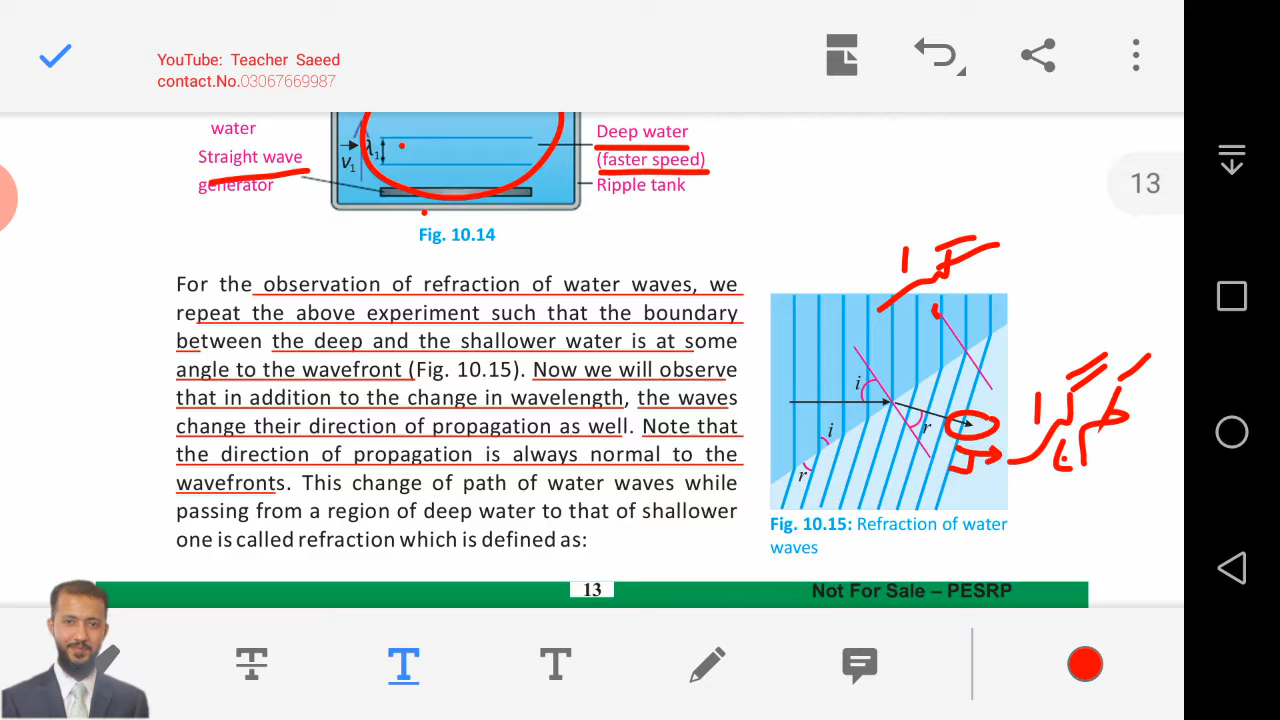 YouTube: Teacher Saeed
contact.No.03067669987
water
Straight wave
generator
V₁
λ₁
Deep water
(faster speed)
Ripple tank
13
Fig. 10.14
For the observation of refraction of water waves, we
repeat the above experiment such that the boundary
between the deep and the shallower water is at some
angle to the wavefront (Fig. 10.15). Now we will observe
that in addition to the change in wavelength, the waves
change their direction of propagation as well. Note that
the direction of propagation is always normal to the
wavefronts. This change of path of water waves while
passing from a region of deep water to that of shallower
one is called refraction which is defined as:
i
r
i
r
Fig. 10.15: Refraction of water
waves
13
Not For Sale – PESRP
T
T
T